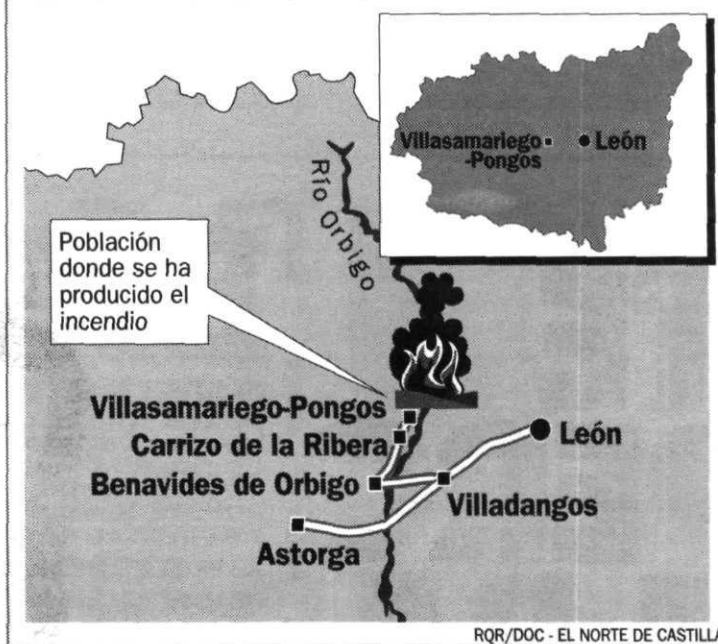 Villasamariego
-Pongos
León
Río Orbigo
Población
donde se ha
producido el
incendio
Villasamariego-Pongos
Carrizo de la Ribera
León
Benavides de Orbigo
Villadangos
Astorga
RQR/DOC - EL NORTE DE CASTILLA